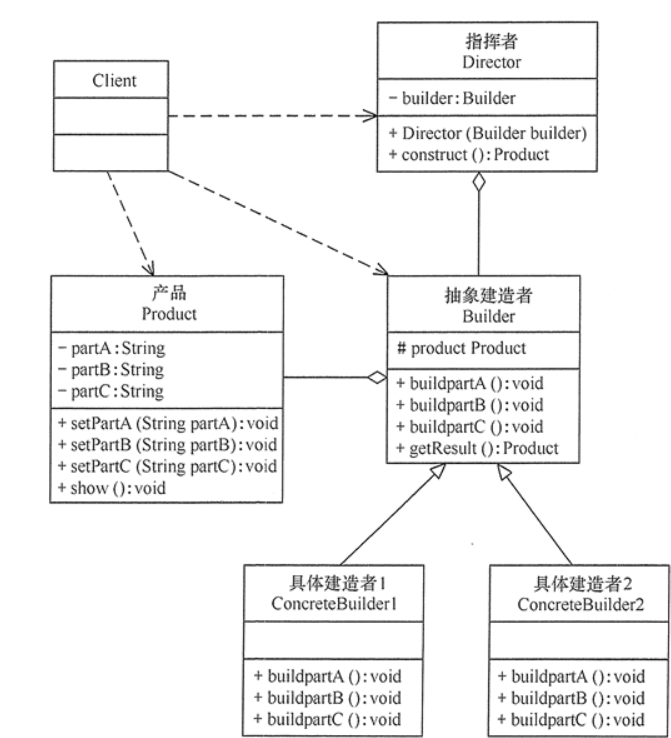 Client
指挥者
Director
- builder:Builder
+ Director (Builder builder)
+ construct ():Product
产品
Product
- partA:String
- partB:String
- partC:String
+ setPartA (String partA):void
+ setPartB (String partB):void
+ setPartC (String partC):void
+ show ():void
抽象建造者
Builder
# product Product
+ buildpartA ():void
+ buildpartB ():void
+ buildpartC ():void
+ getResult ():Product
具体建造者1
ConcreteBuilder1
+ buildpartA ():void
+ buildpartB ():void
+ buildpartC ():void
具体建造者2
ConcreteBuilder2
+ buildpartA ():void
+ buildpartB ():void
+ buildpartC ():void